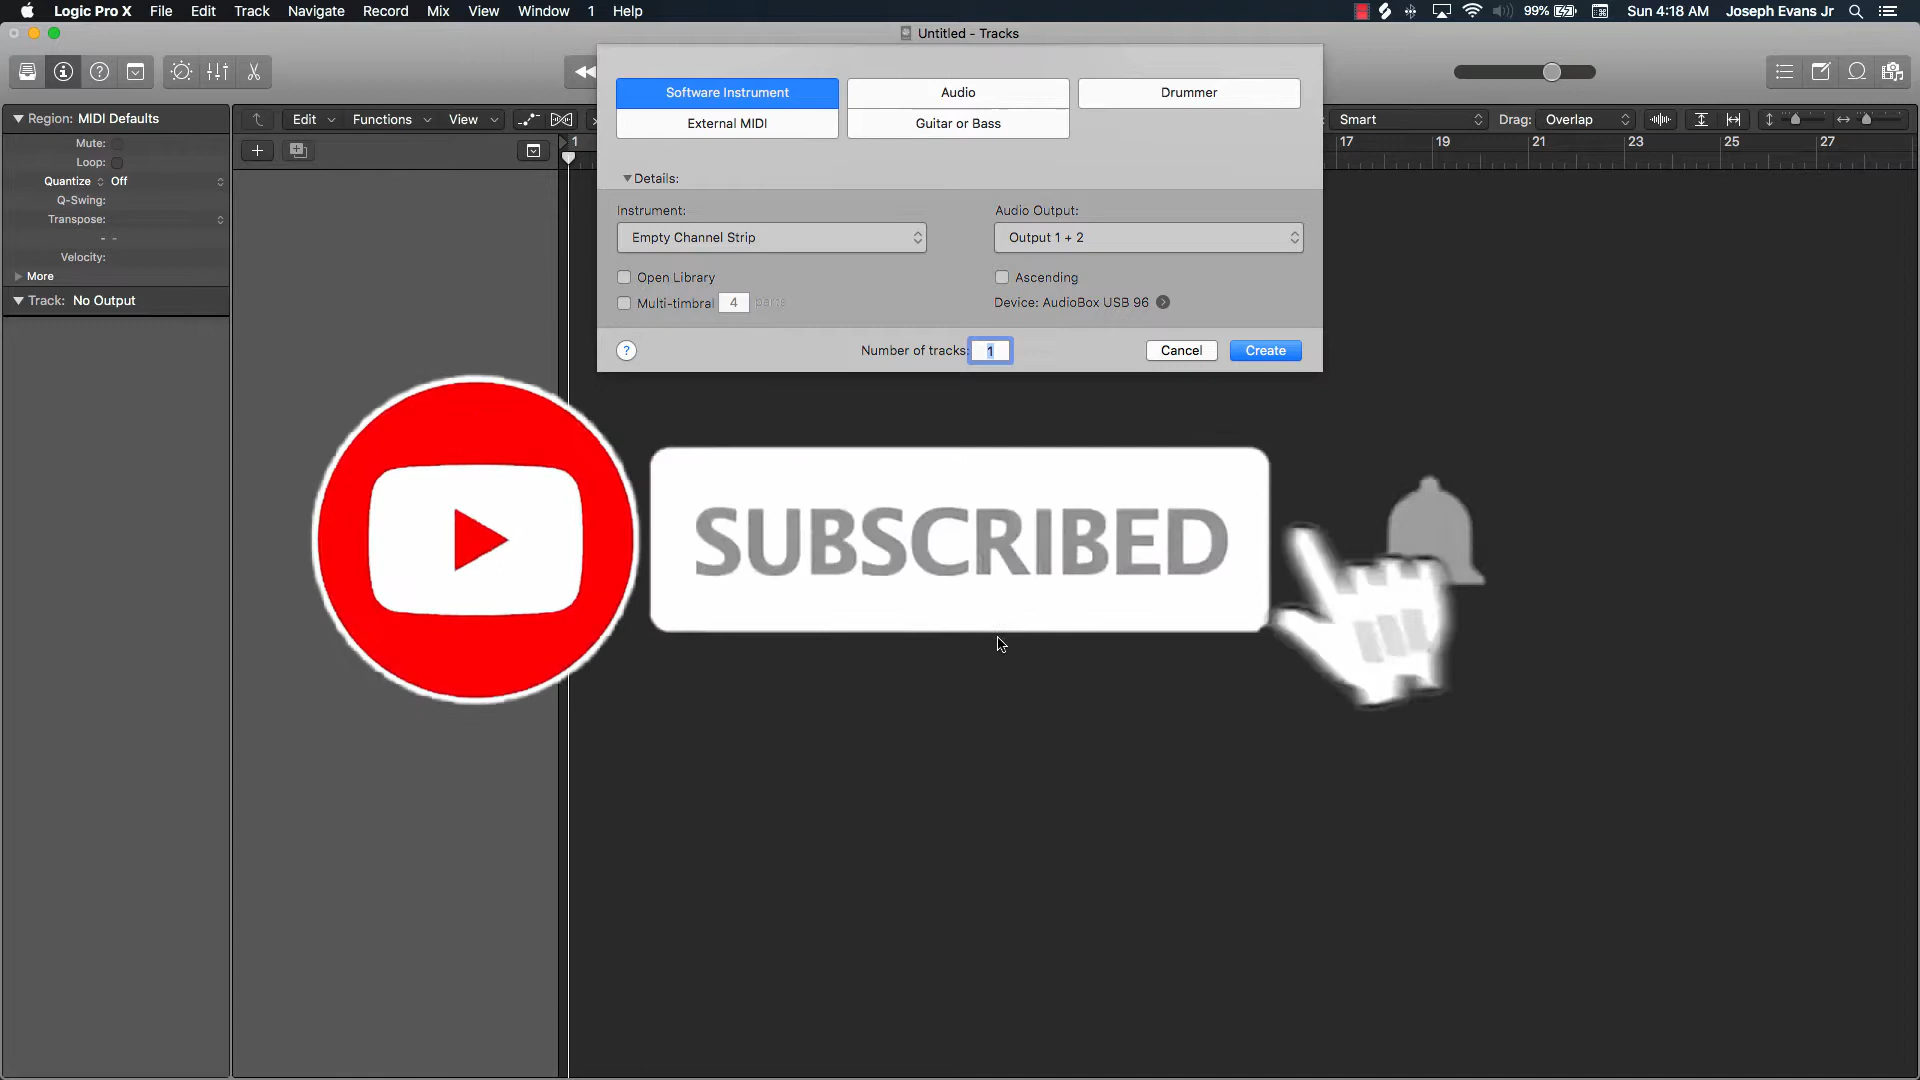 Logic Pro X File Edit Track Navigate Record Mix View Window 1 Help 99% Sun 4:18 AM Joseph Evans Jr
Untitled - Tracks
Software Instrument Audio Drummer
External MIDI Guitar or Bass
Region: MIDI Defaults Edit Functions View Smart Drag: Overlap
Mute: 1 17 19 21 23 25 27
Loop:
Quantize Off
Q-Swing:
Transpose:
Velocity:
More
Track: No Output
Details:
Instrument: Audio Output:
Empty Channel Strip Output 1 + 2
Open Library Ascending
Multi-timbral 4 parts Device: AudioBox USB 96
? Number of tracks: 1 Cancel Create
SUBSCRIBED